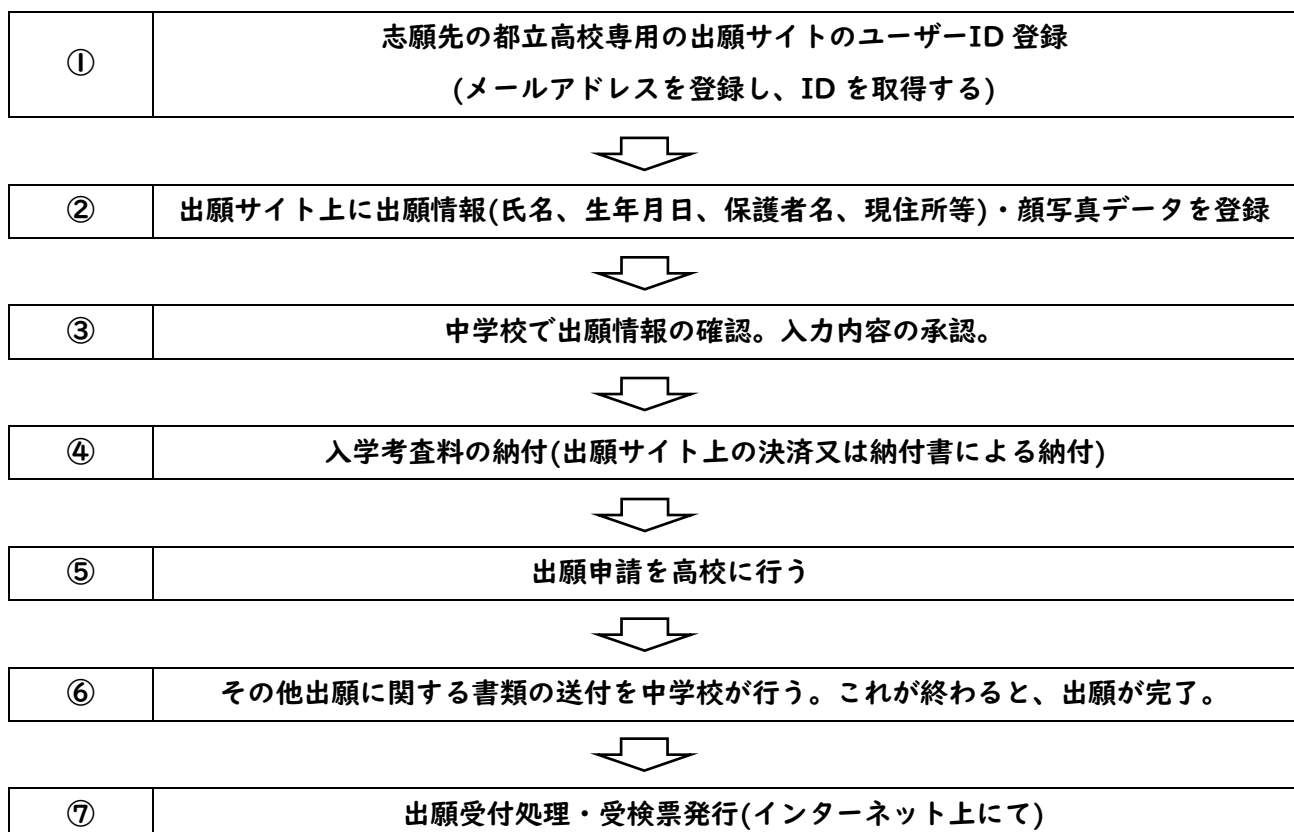 ①
志願先の都立高校専用の出願サイトのユーザーID 登録
(メールアドレスを登録し、ID を取得する)
②
出願サイト上に出願情報(氏名、生年月日、保護者名、現住所等)・顔写真データを登録
③
中学校で出願情報の確認。入力内容の承認。
④
入学考査料の納付(出願サイト上の決済又は納付書による納付)
⑤
出願申請を高校に行う
⑥
その他出願に関する書類の送付を中学校が行う。これが終わると、出願が完了。
⑦
出願受付処理・受検票発行(インターネット上にて)